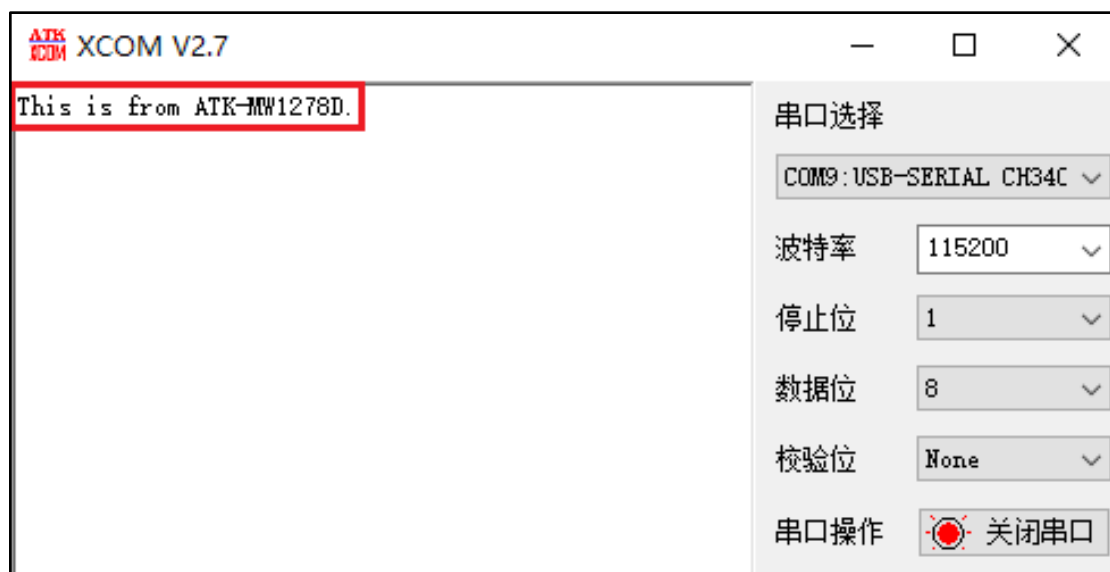 ATK XCOM XCOM V2.7
This is from ATK-MW1278D.
串口选择
COM9:USB-SERIAL CH34C
波特率 115200
停止位 1
数据位 8
校验位 None
串口操作 关闭串口